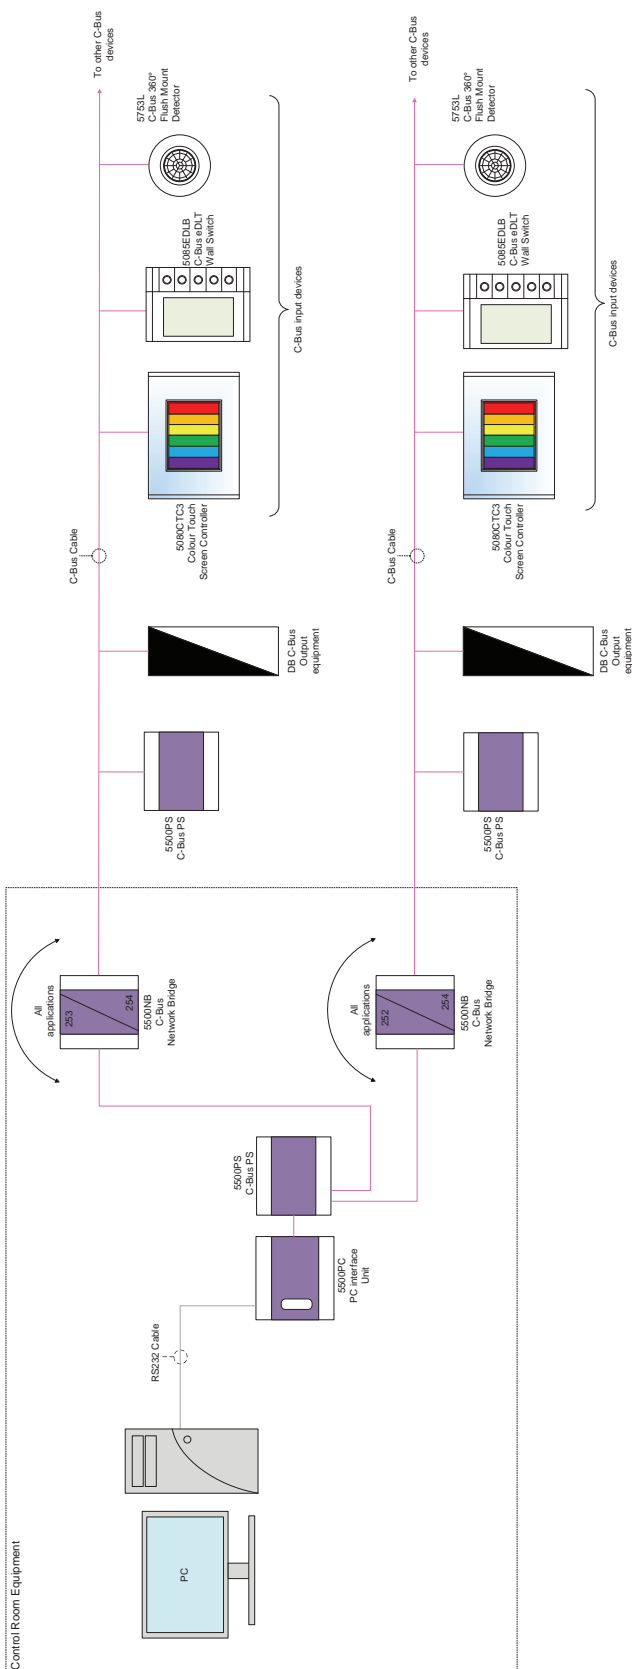 Control Room Equipment
PC
RS232 Cable
5500PC
PC interface
Unit
5500PS
C-Bus PS
All
applications
253
254
5500NB
C-Bus
Network Bridge
All
applications
252
254
5500NB
C-Bus
Network Bridge
5500PS
C-Bus PS
DB C-Bus
Output
equipment
C-Bus Cable
5080CTC3
Colour Touch
Screen Controller
5085EDLB
C-Bus eDLT
Wall Switch
5753L
C-Bus 360°
Flush Mount
Detector
C-Bus input devices
To other C-Bus
devices
5500PS
C-Bus PS
DB C-Bus
Output
equipment
C-Bus Cable
5080CTC3
Colour Touch
Screen Controller
5085EDLB
C-Bus eDLT
Wall Switch
5753L
C-Bus 360°
Flush Mount
Detector
C-Bus input devices
To other C-Bus
devices